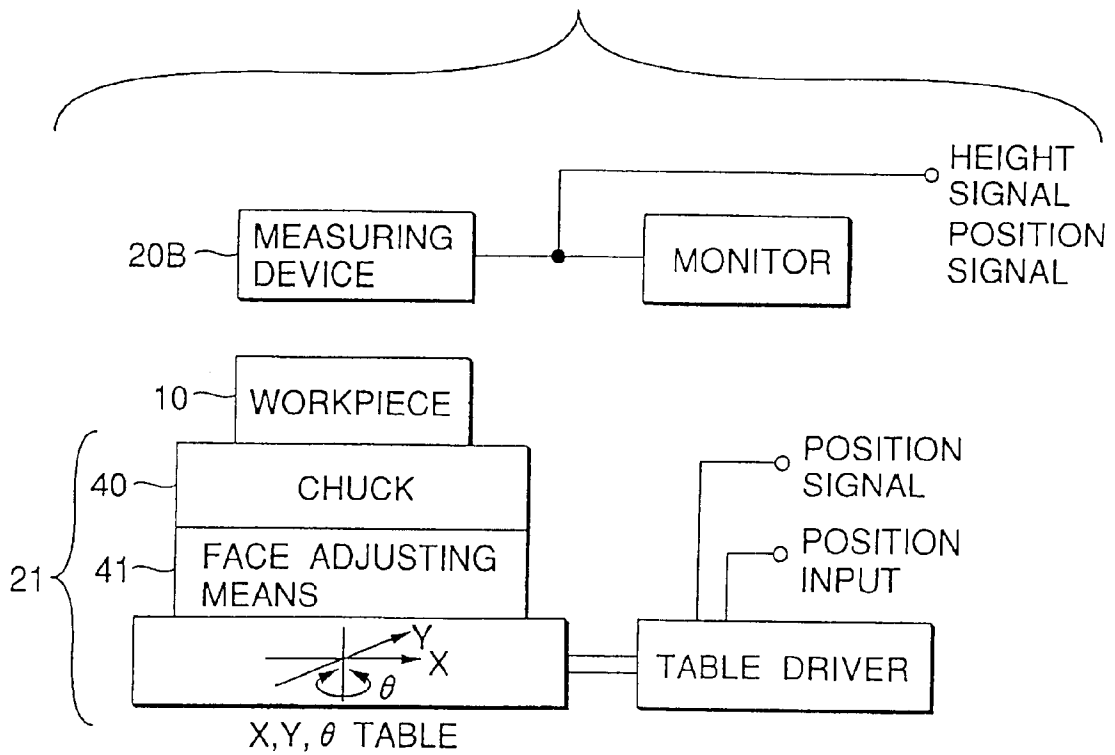 HEIGHT
SIGNAL
POSITION
SIGNAL
20B
MEASURING
DEVICE
MONITOR
10
WORKPIECE
40
CHUCK
POSITION
SIGNAL
21
41
FACE ADJUSTING
MEANS
POSITION
INPUT
Y
X
θ
TABLE DRIVER
X,Y, θ TABLE